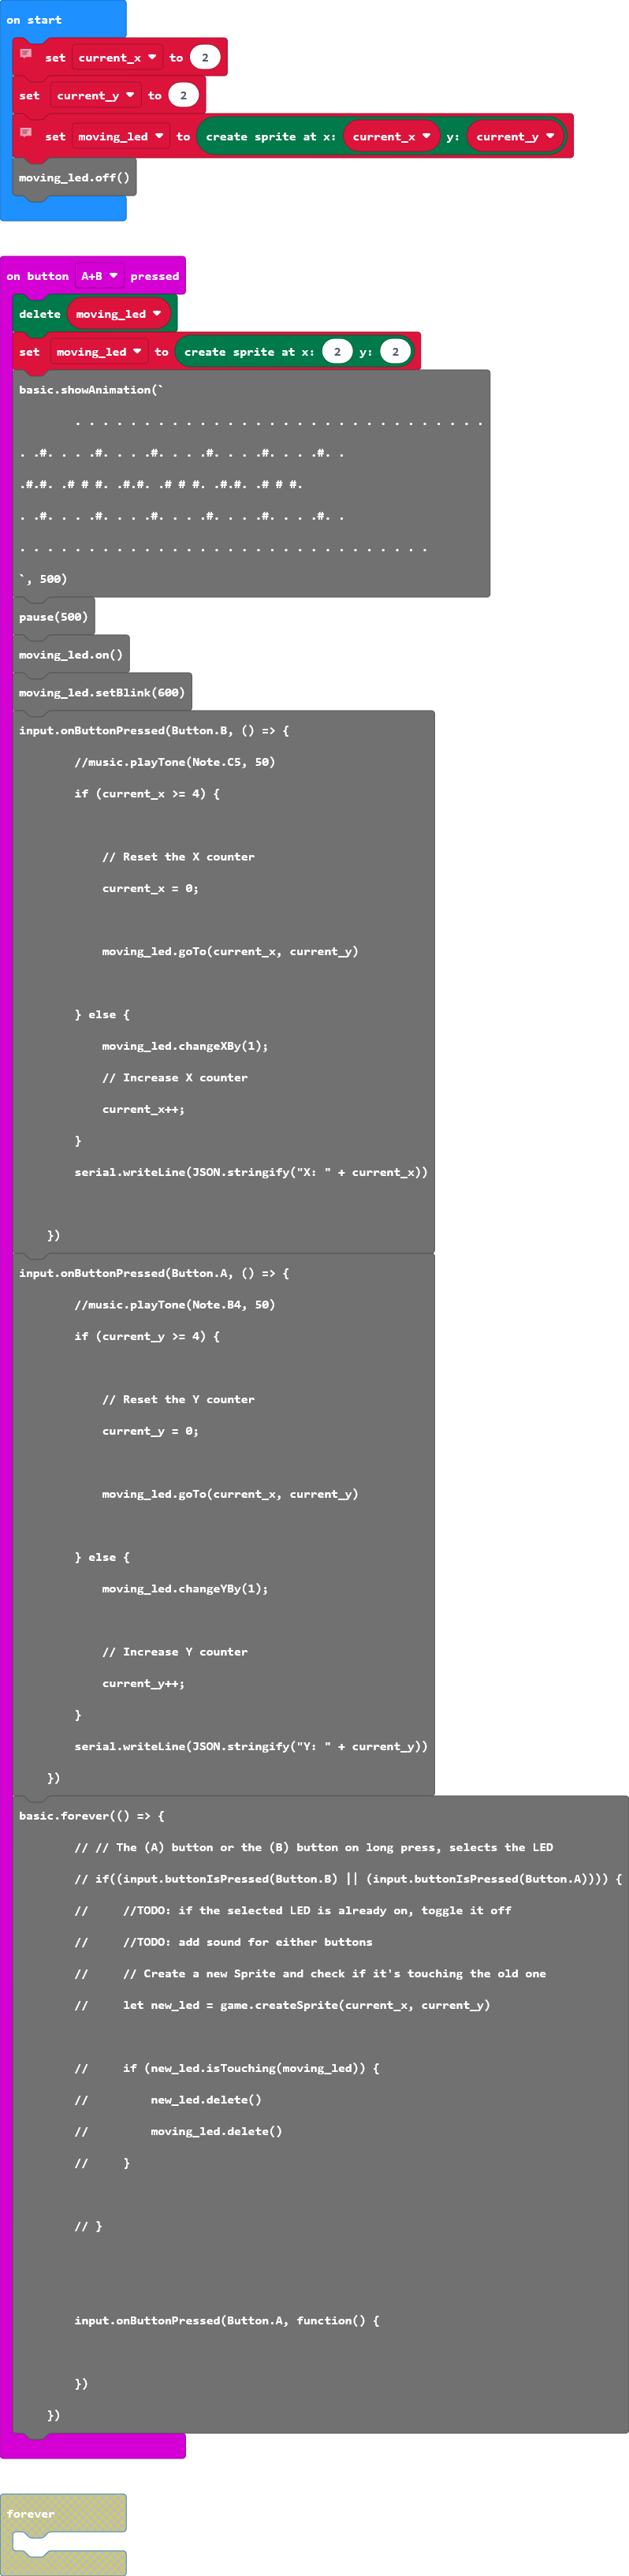 on start
set current_x to 2
set current_y to 2
set moving_led to create sprite at x: current_x y: current_y
moving_led.off()
on button A+B pressed
delete moving_led
set moving_led to create sprite at x: 2 y: 2
basic.showAnimation(`
. . . . . . . . . . . . . . . . . . . . . . . . . . . . . .
. .#. . . .#. . . .#. . . .#. . . .#. . . .#. .
.#.#. .# # #. .#.#. .# # #. .#.#. .# # #.
. .#. . . .#. . . .#. . . .#. . . .#. . . .#. .
. . . . . . . . . . . . . . . . . . . . . . . . . . . . . .
`, 500)
pause(500)
moving_led.on()
moving_led.setBlink(600)
input.onButtonPressed(Button.B, () => {
//music.playTone(Note.C5, 50)
if (current_x >= 4) {
// Reset the X counter
current_x = 0;
moving_led.goTo(current_x, current_y)
} else {
moving_led.changeXBy(1);
// Increase X counter
current_x++;
}
serial.writeLine(JSON.stringify("X: " + current_x))
})
input.onButtonPressed(Button.A, () => {
//music.playTone(Note.B4, 50)
if (current_y >= 4) {
// Reset the Y counter
current_y = 0;
moving_led.goTo(current_x, current_y)
} else {
moving_led.changeYBy(1);
// Increase Y counter
current_y++;
}
serial.writeLine(JSON.stringify("Y: " + current_y))
})
basic.forever(() => {
// // The (A) button or the (B) button on long press, selects the LED
// if((input.buttonIsPressed(Button.B) || (input.buttonIsPressed(Button.A)))) {
// //TODO: if the selected LED is already on, toggle it off
// //TODO: add sound for either buttons
// // Create a new Sprite and check if it's touching the old one
// let new_led = game.createSprite(current_x, current_y)
// if (new_led.isTouching(moving_led)) {
// new_led.delete()
// moving_led.delete()
// }
// }
input.onButtonPressed(Button.A, function() {
})
})
forever